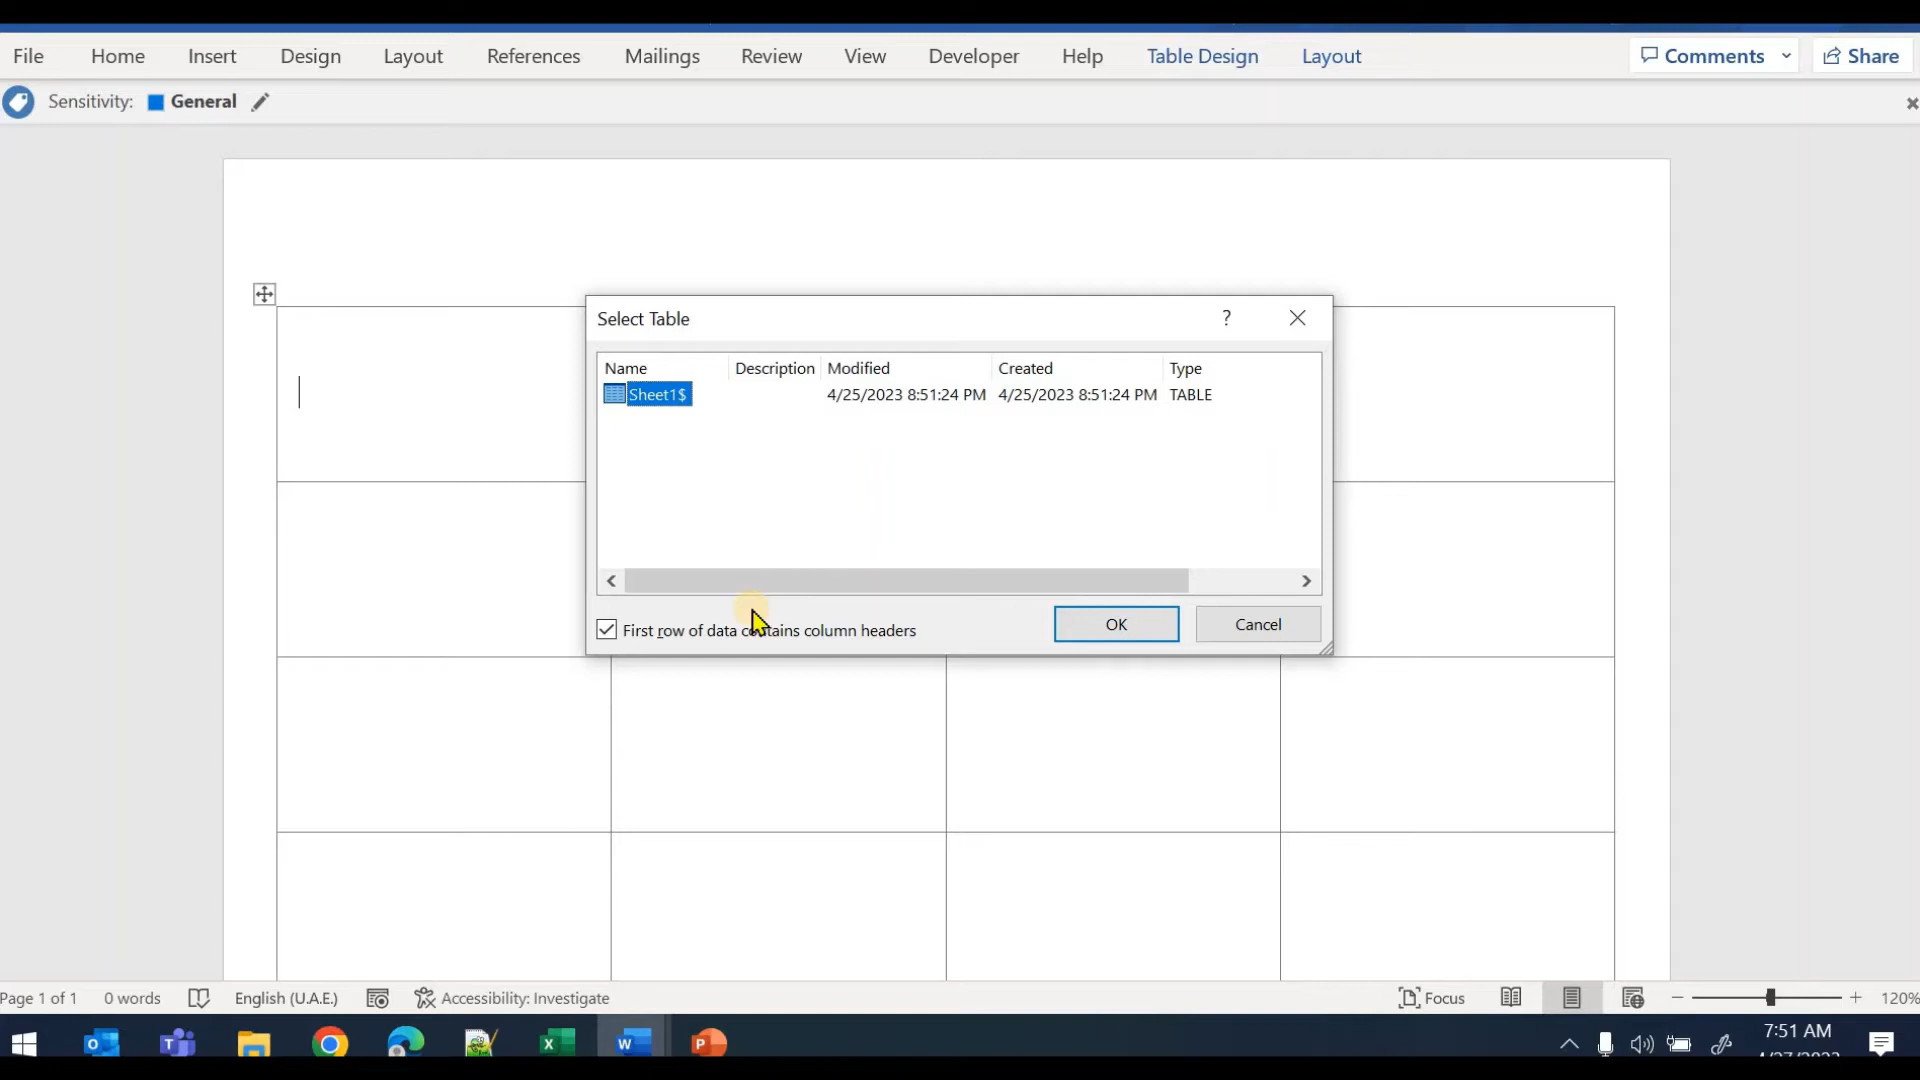 File Home Insert Design Layout References Mailings Review View Developer Help Table Design Layout Comments Share
Sensitivity: General
Select Table ?
Name Description Modified Created Type
Sheet1$ 4/25/2023 8:51:24 PM 4/25/2023 8:51:24 PM TABLE
First row of data contains column headers OK Cancel
Page 1 of 1 0 words English (U.A.E.) Accessibility: Investigate Focus 120%
7:51 AM
4/27/2023